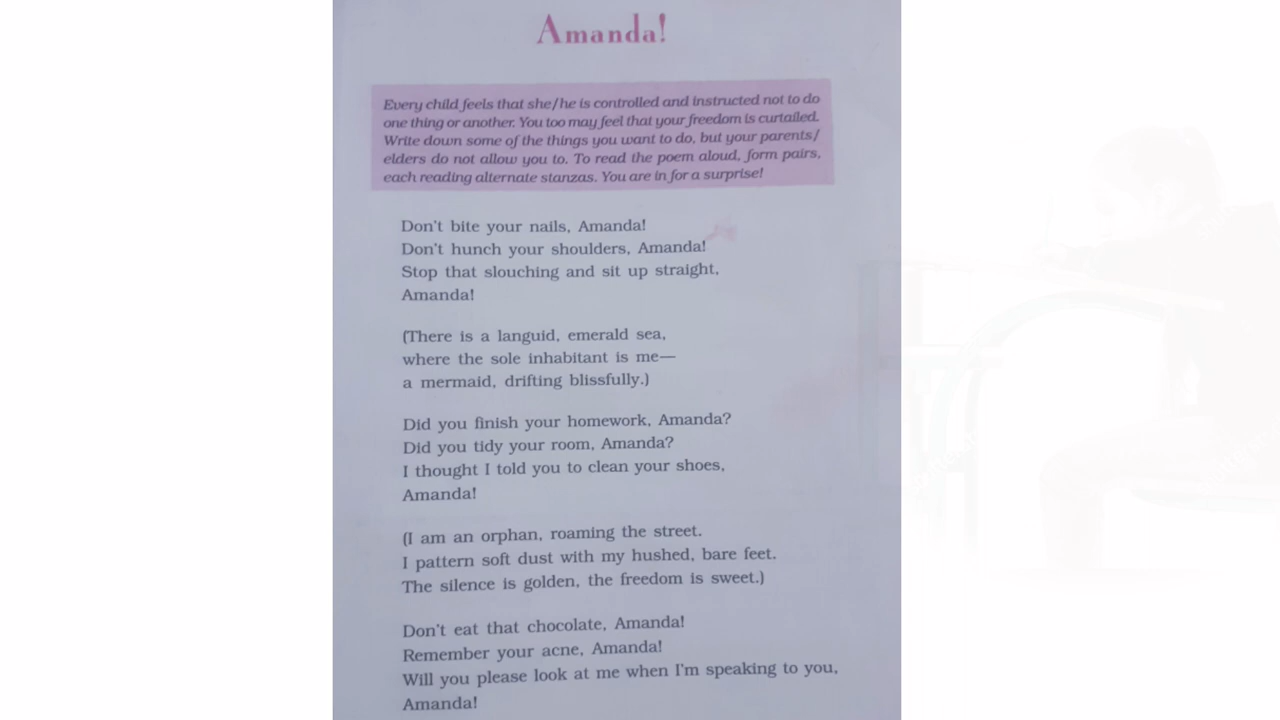 Amanda!
Every child feels that she/he is controlled and instructed not to do
one thing or another. You too may feel that your freedom is curtailed.
Write down some of the things you want to do, but your parents/
elders do not allow you to. To read the poem aloud, form pairs,
each reading alternate stanzas. You are in for a surprise!
Don't bite your nails, Amanda!
Don't hunch your shoulders, Amanda!
Stop that slouching and sit up straight,
Amanda!
(There is a languid, emerald sea,
where the sole inhabitant is me—
a mermaid, drifting blissfully.)
Did you finish your homework, Amanda?
Did you tidy your room, Amanda?
I thought I told you to clean your shoes,
Amanda!
(I am an orphan, roaming the street.
I pattern soft dust with my hushed, bare feet.
The silence is golden, the freedom is sweet.)
Don't eat that chocolate, Amanda!
Remember your acne, Amanda!
Will you please look at me when I'm speaking to you,
Amanda!